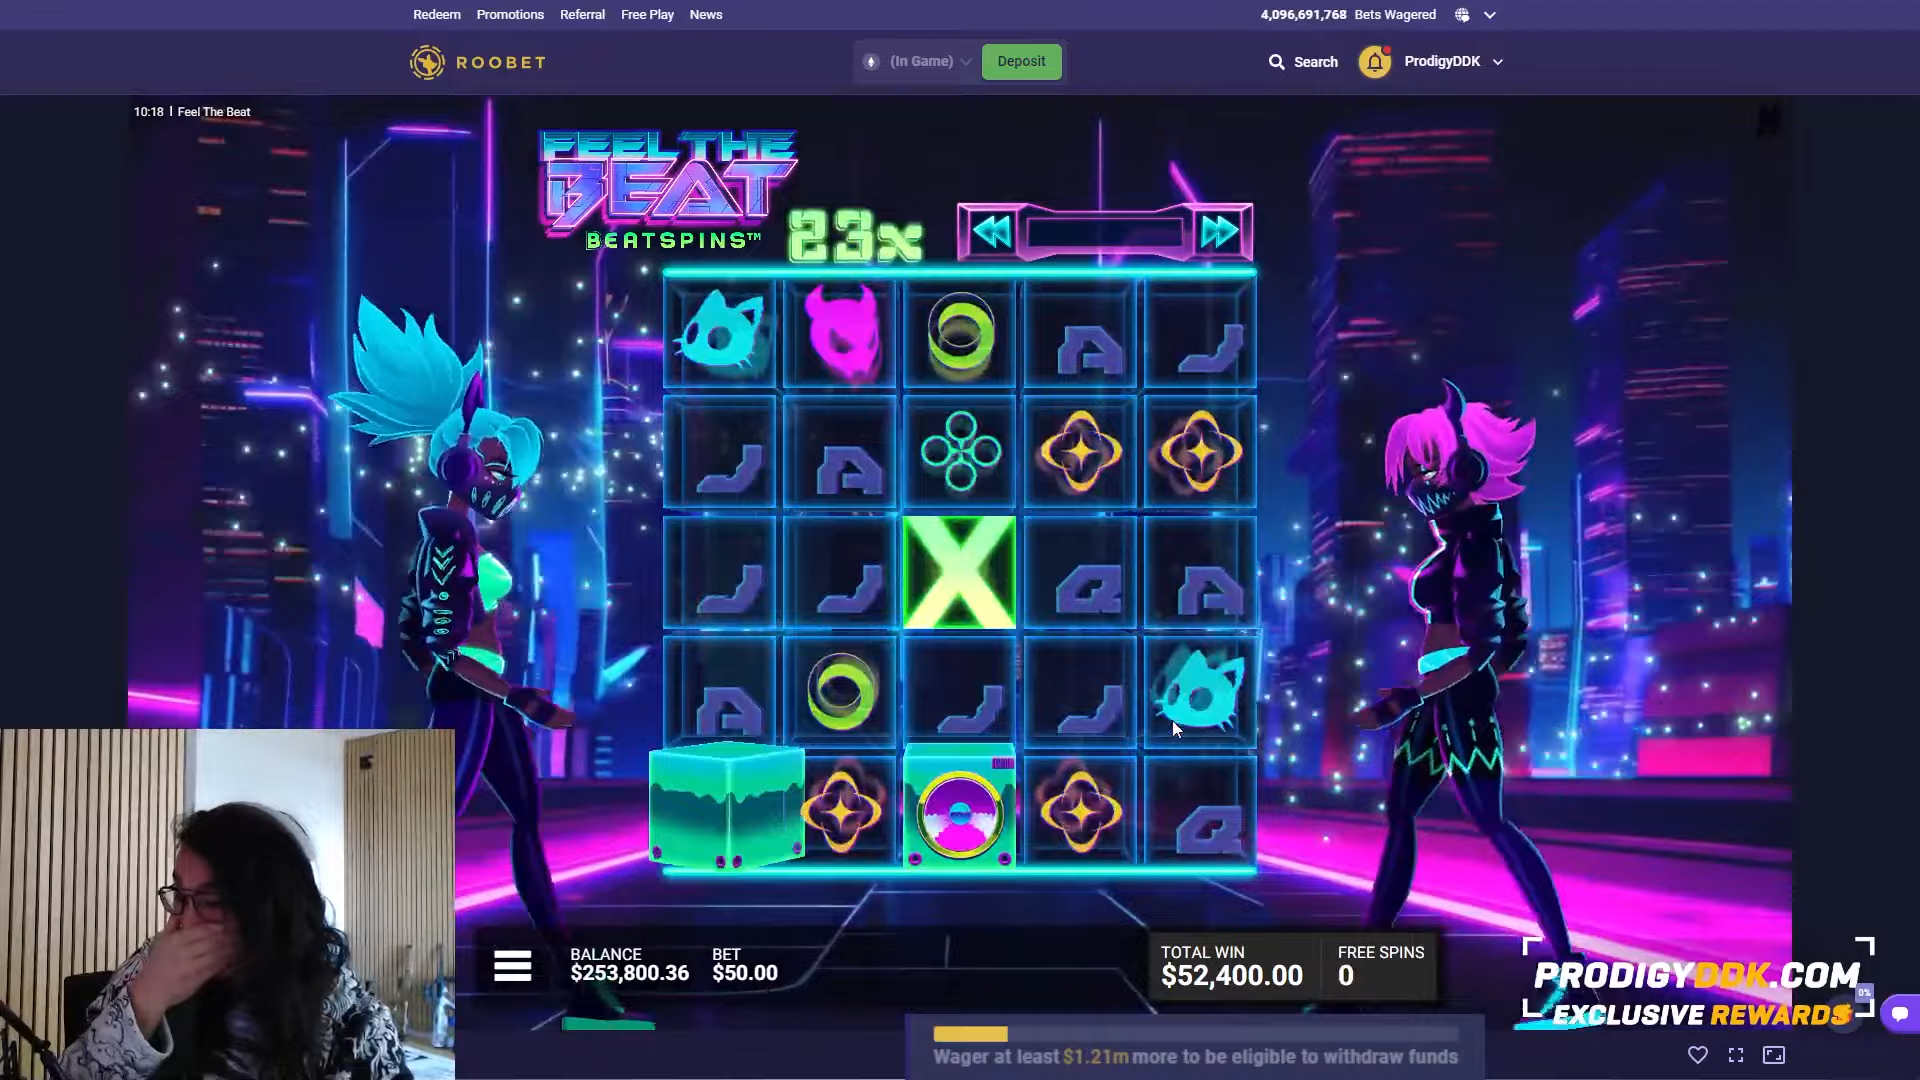 Redeem Promotions Referral Free Play News
4,096,691,768 Bets Wagered
ROOBET
(In Game)
Deposit
Search
ProdigyDDK
10:18 | Feel The Beat
FEEL THE
BEAT
BEATSPINS™
23x
A J
J A
J J X Q A
A J J
Q
BALANCE
$253,800.36
BET
$50.00
TOTAL WIN
$52,400.00
FREE SPINS
0
PRODIGYDDK.COM
0%
EXCLUSIVE REWARDS
Wager at least $1.21m more to be eligible to withdraw funds